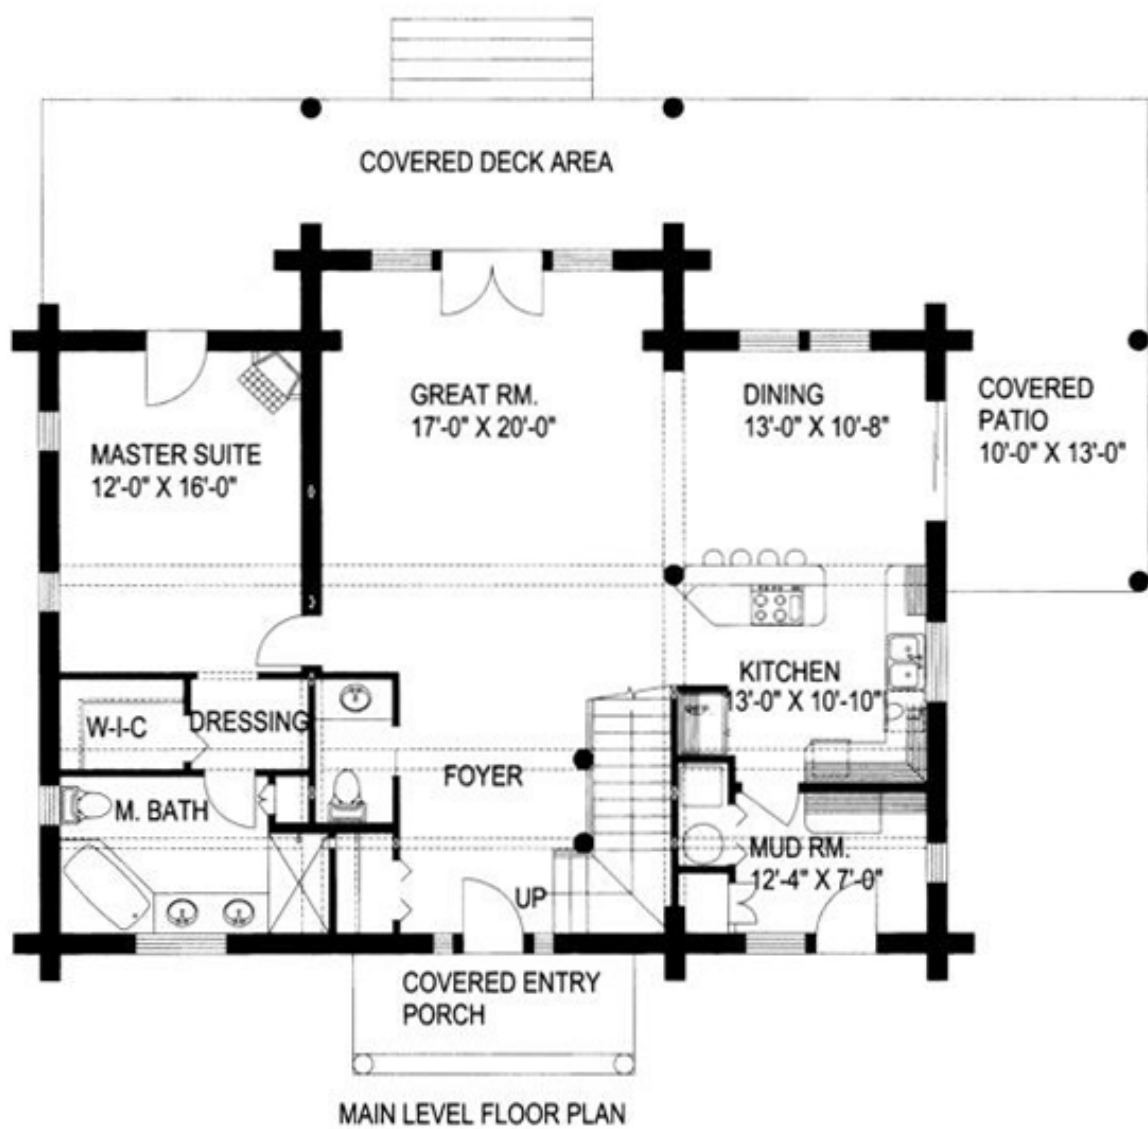 COVERED DECK AREA
GREAT RM.
17'-0" X 20'-0"
DINING
13'-0" X 10'-8"
COVERED
PATIO
10'-0" X 13'-0"
MASTER SUITE
12'-0" X 16'-0"
KITCHEN
13'-0" X 10'-10"
REF.
W-I-C
DRESSING
FOYER
M. BATH
MUD RM.
12'-4" X 7'-0"
UP
COVERED ENTRY
PORCH
MAIN LEVEL FLOOR PLAN